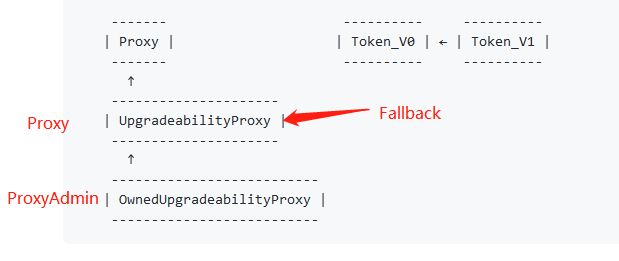 -------                     ----------     ----------
| Proxy |                   | Token_V0 | ← | Token_V1 |
-------                     ----------     ----------
↑
---------------------
Proxy | UpgradeabilityProxy | Fallback
---------------------
↑
--------------------------
ProxyAdmin | OwnedUpgradeabilityProxy |
--------------------------